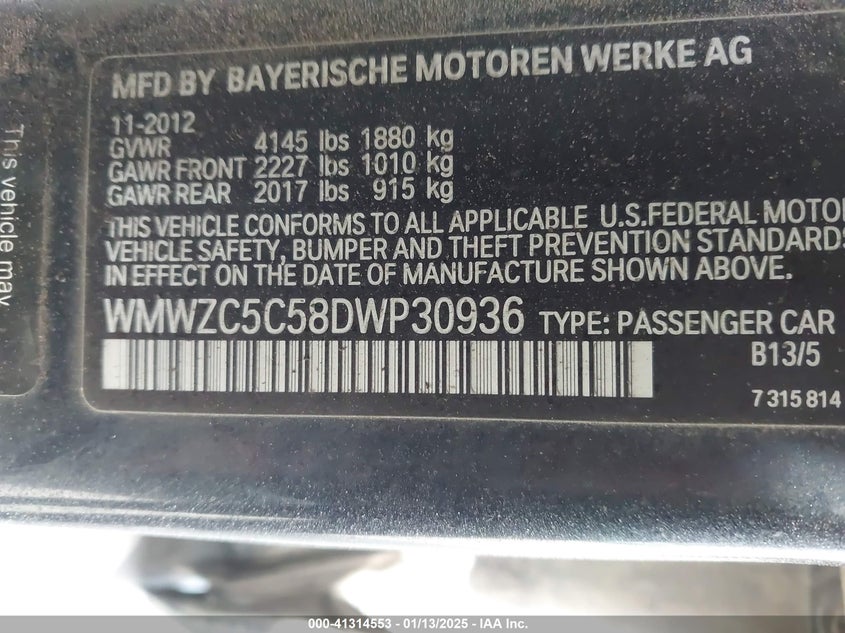 MFD BY BAYERISCHE MOTOREN WERKE AG
11-2012
GVWR 4145 lbs 1880 kg
GAWR FRONT 2227 lbs 1010 kg
GAWR REAR 2017 lbs 915 kg
THIS VEHICLE CONFORMS TO ALL APPLICABLE U.S.FEDERAL MOTOR
VEHICLE SAFETY, BUMPER AND THEFT PREVENTION STANDARDS
IN EFFECT ON THE DATE OF MANUFACTURE SHOWN ABOVE.
WMWZC5C58DWP30936 TYPE: PASSENGER CAR
B13/5
7 315 814
This vehicle may
000-41314553 — 01/13/2025 — IAA Inc.